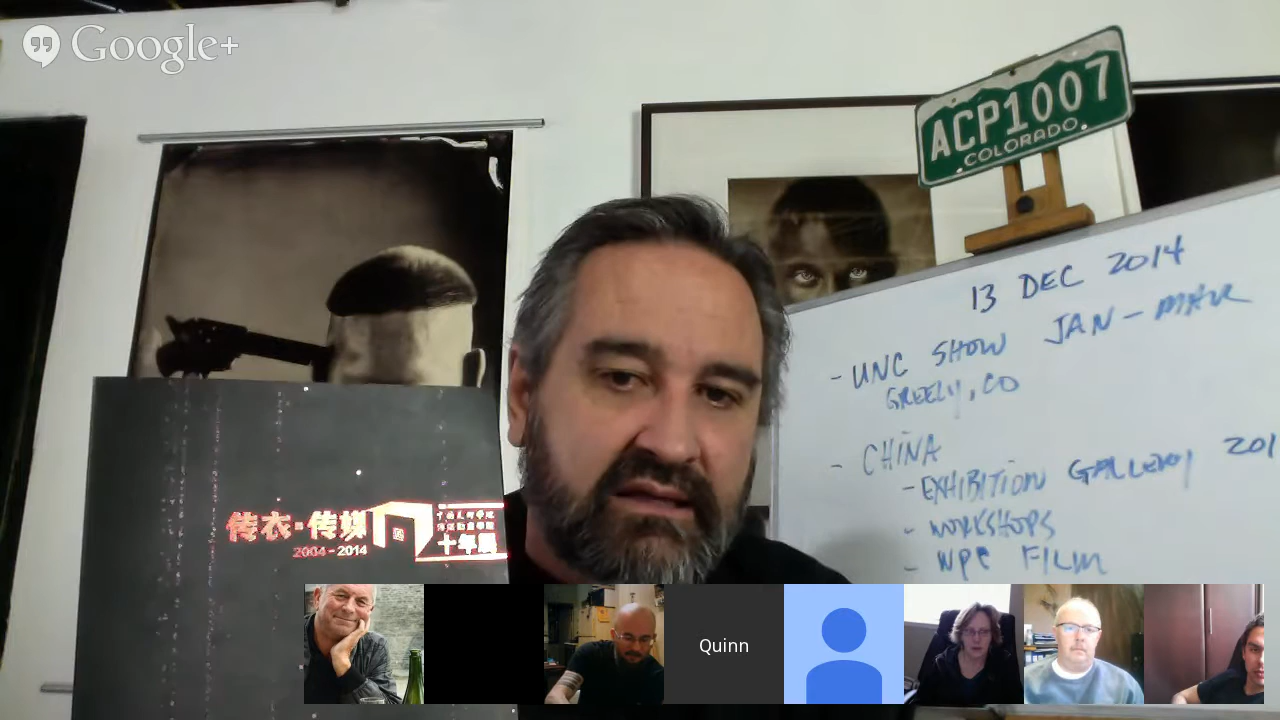 Google+
ACP1007
COLORADO
13 DEC 2014
- UNC SHOW JAN-MAR
GREELY, CO
- CHINA
- EXHIBITION GALLERY 201
- WORKSHOPS
- WPC FILM
传衣·传媒
2004-2014
十年展
Quinn